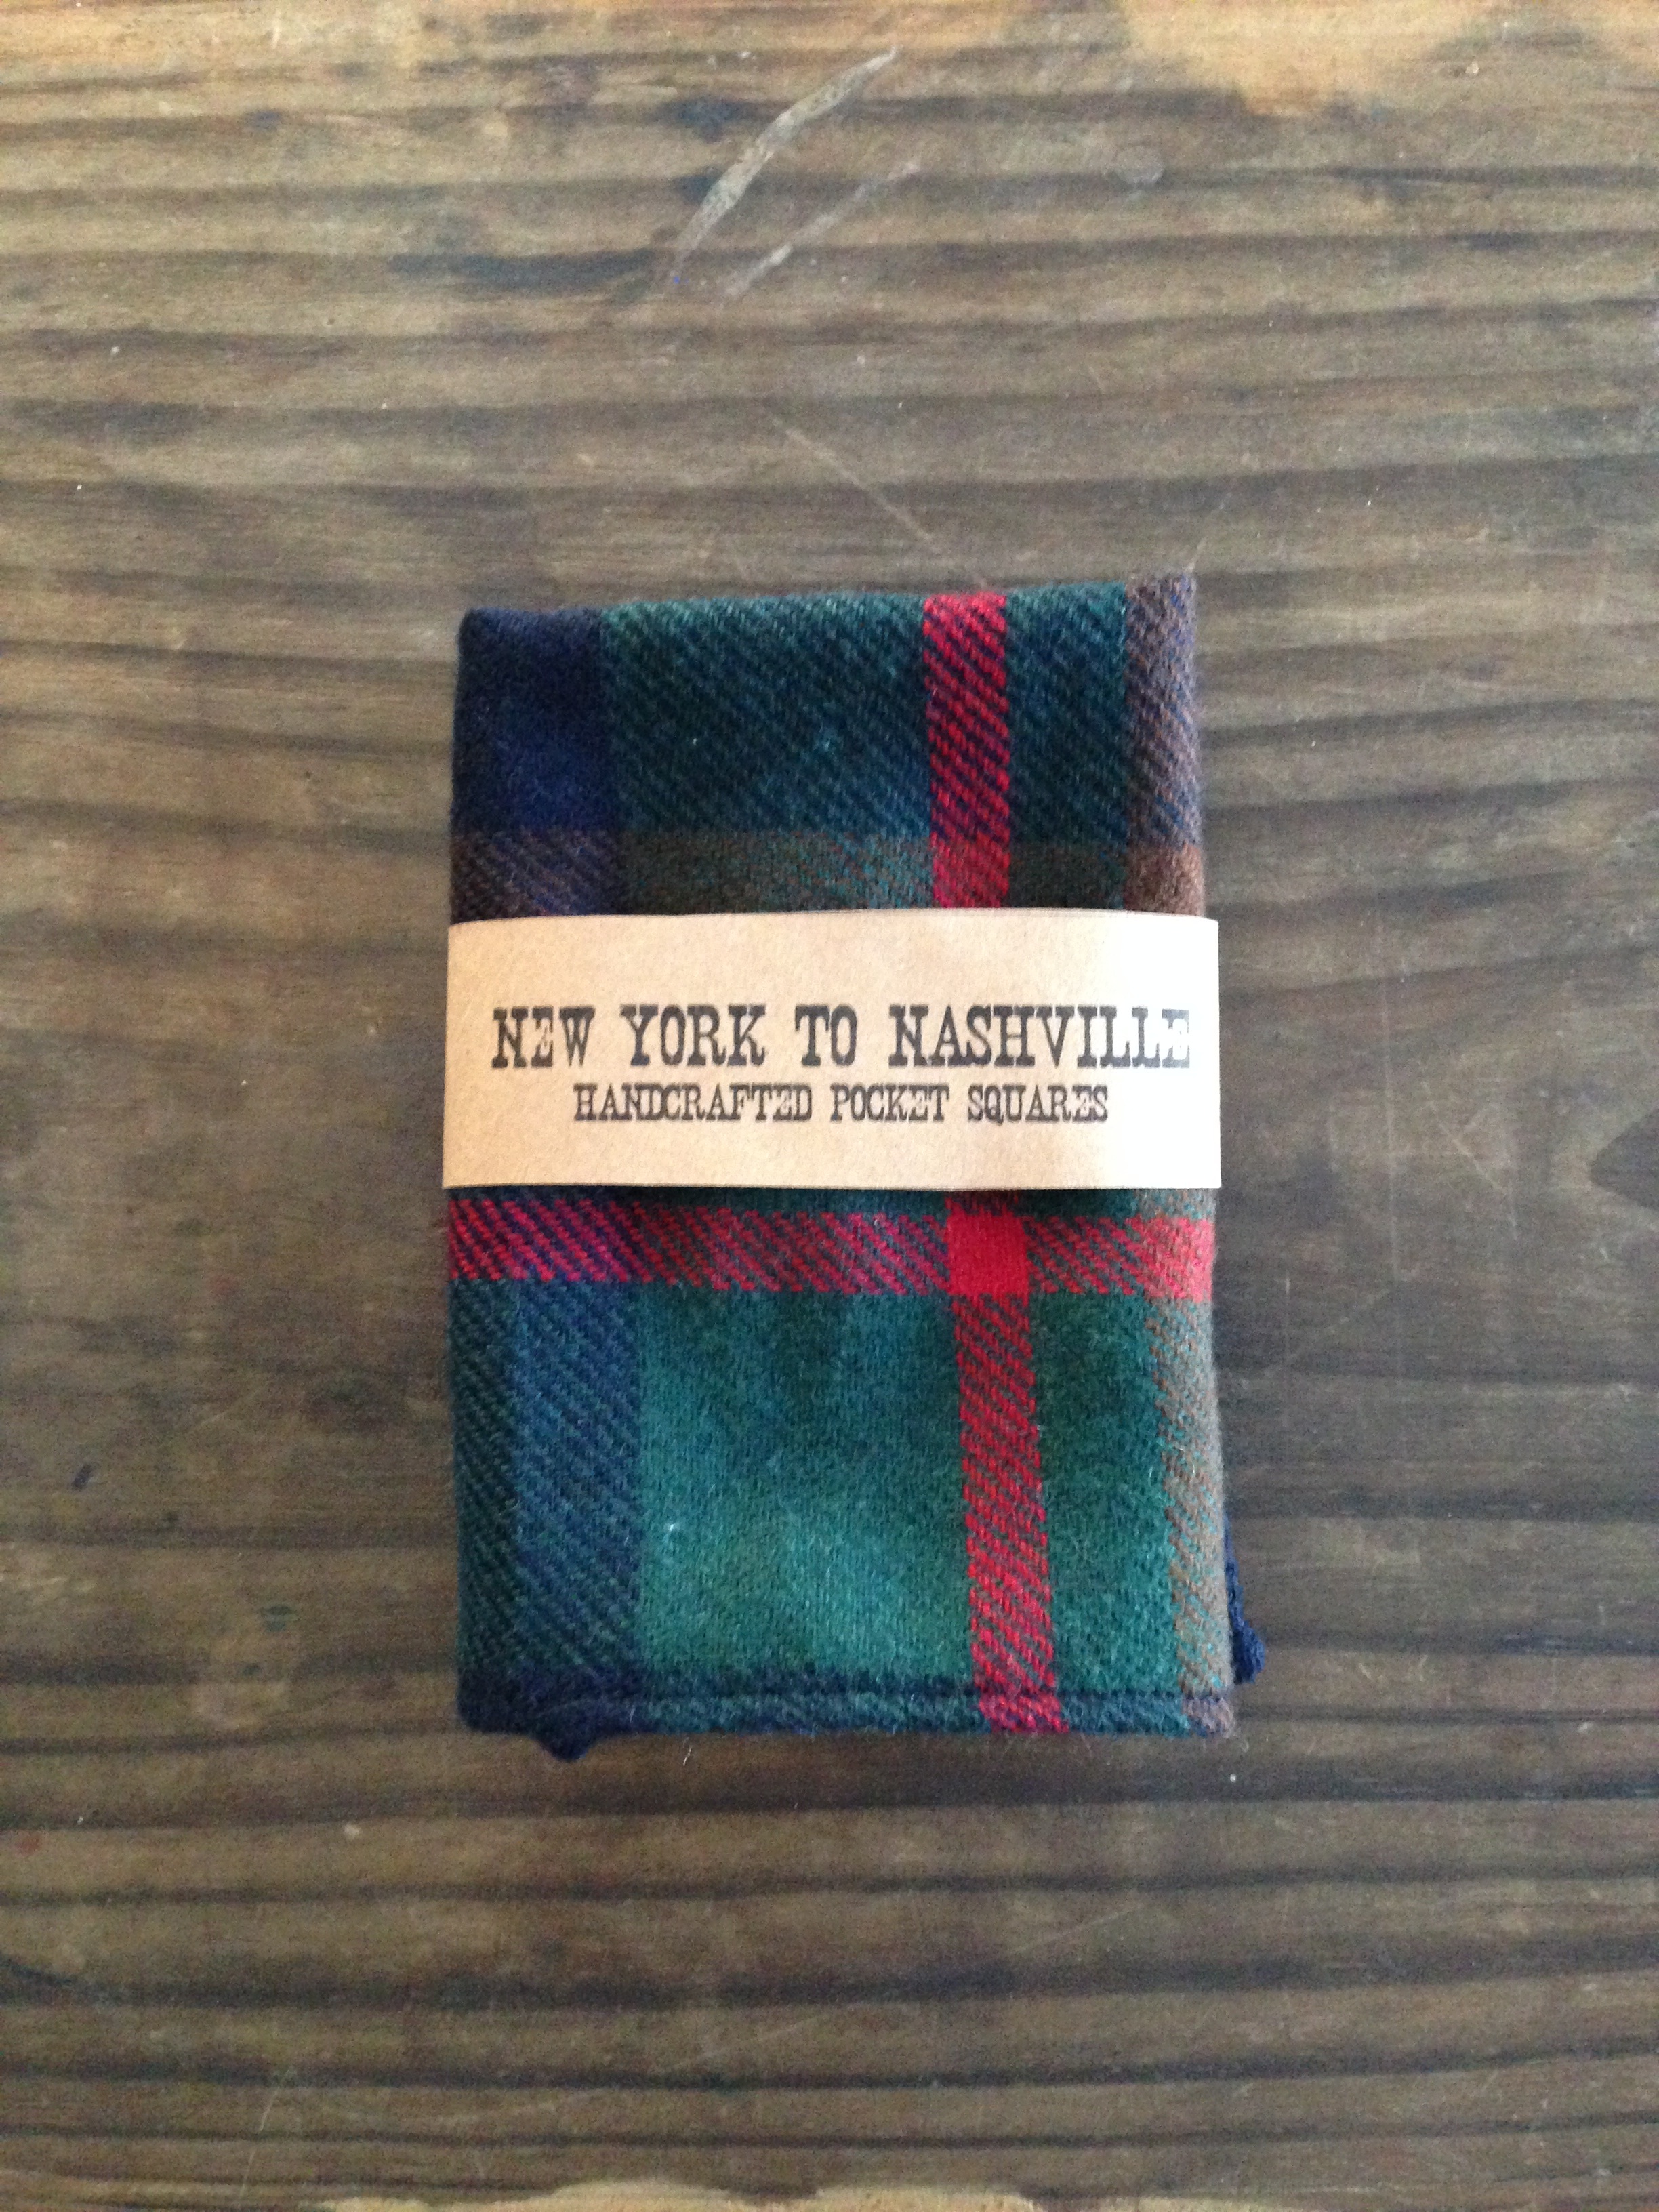 NEW YORK TO NASHVILLE
HANDCRAFTED POCKET SQUARES